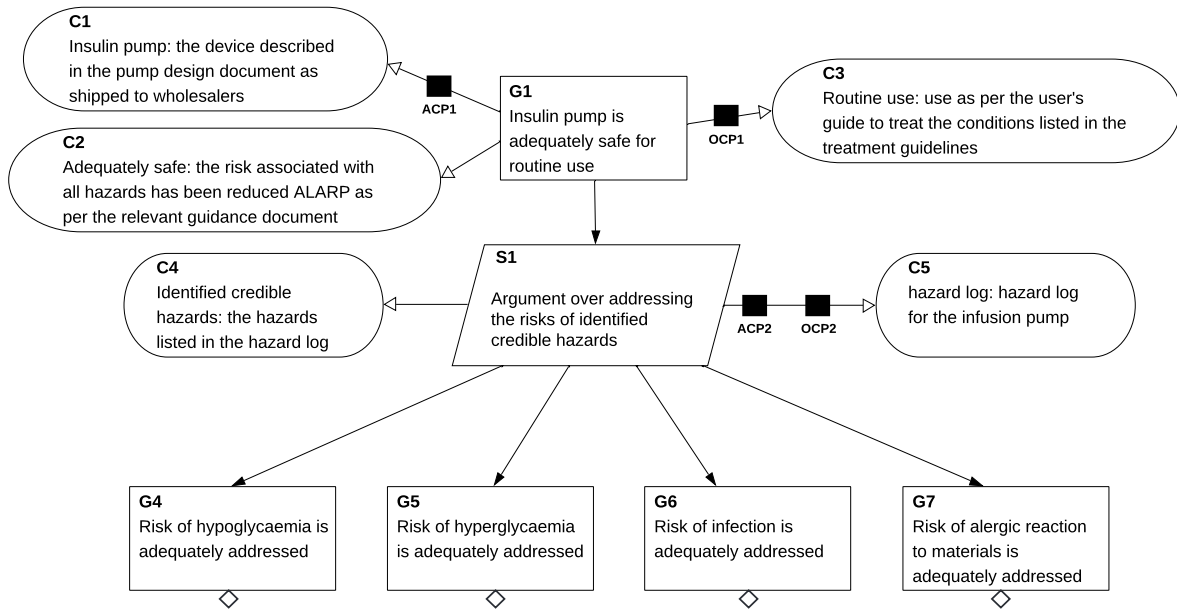 C1
Insulin pump: the device described
in the pump design document as
shipped to wholesalers
ACP1
G1
Insulin pump is
adequately safe for
routine use
OCP1
C3
Routine use: use as per the user's
guide to treat the conditions listed in the
treatment guidelines
C2
Adequately safe: the risk associated with
all hazards has been reduced ALARP as
per the relevant guidance document
S1
Argument over addressing
the risks of identified
credible hazards
C4
Identified credible
hazards: the hazards
listed in the hazard log
ACP2
OCP2
C5
hazard log: hazard log
for the infusion pump
G4
Risk of hypoglycaemia is
adequately addressed
G5
Risk of hyperglycaemia
is adequately addressed
G6
Risk of infection is
adequately addressed
G7
Risk of alergic reaction
to materials is
adequately addressed